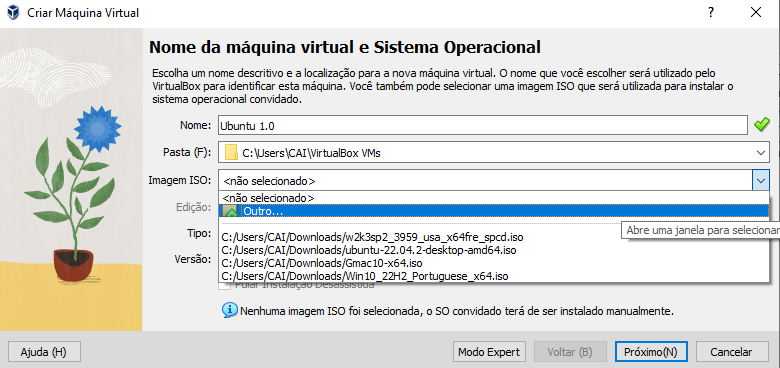 Criar Máquina Virtual
?
Nome da máquina virtual e Sistema Operacional
Escolha um nome descritivo e a localização para a nova máquina virtual. O nome que você escolher será utilizado pelo
VirtualBox para identificar esta máquina. Você também pode selecionar uma imagem ISO que será utilizada para instalar o
sistema operacional convidado.
Nome: Ubuntu 1.0
Pasta (F): C:\Users\CAI\VirtualBox VMs
Imagem ISO: <não selecionado>
<não selecionado>
Edição: Outro...
Abre uma janela para selecionar
Tipo:
C:/Users/CAI/Downloads/w2k3sp2_3959_usa_x64fre_spcd.iso
C:/Users/CAI/Downloads/ubuntu-22.04.2-desktop-amd64.iso
Versão: C:/Users/CAI/Downloads/Gmac10-x64.iso
C:/Users/CAI/Downloads/Win10_22H2_Portuguese_x64.iso
Pular Instalação Desassistida
Nenhuma imagem ISO foi selecionada, o SO convidado terá de ser instalado manualmente.
Ajuda (H) Modo Expert Voltar (B) Próximo(N) Cancelar